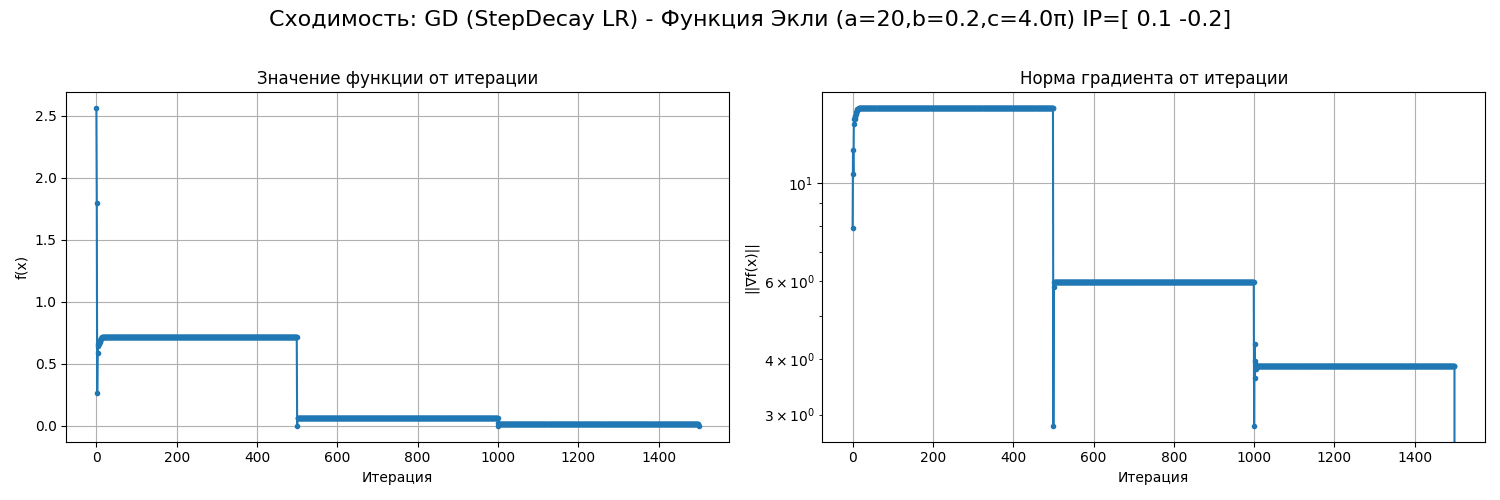 Сходимость: GD (StepDecay LR) - Функция Экли (a=20,b=0.2,c=4.0π) IP=[ 0.1 -0.2]
Значение функции от итерации
f(x)
2.5
2.0
1.5
1.0
0.5
0.0
0 200 400 600 800 1000 1200 1400
Итерация
Норма градиента от итерации
||∇f(x)||
10¹
6 × 10⁰
4 × 10⁰
3 × 10⁰
0 200 400 600 800 1000 1200 1400
Итерация